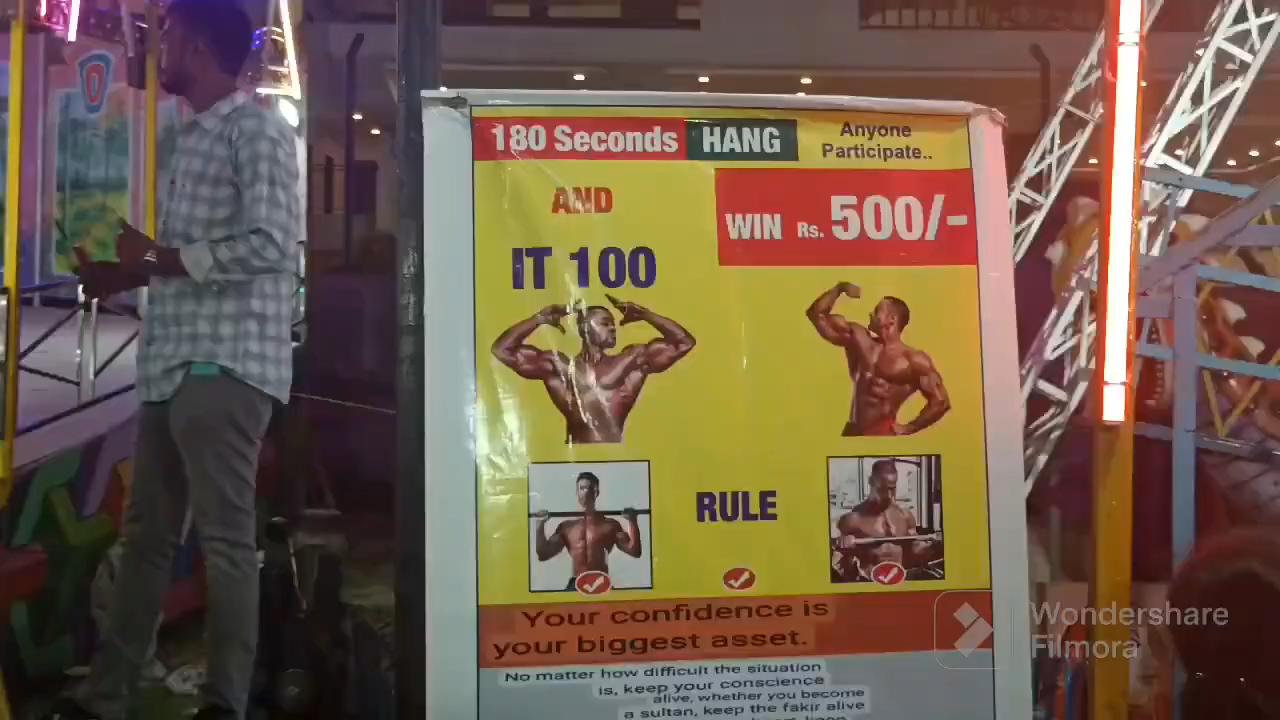 180 Seconds HANG
Anyone
Participate..
AND
WIN Rs. 500/-
IT 100
RULE
Your confidence is
your biggest asset.
No matter how difficult the situation
is, keep your conscience
alive, whether you become
a sultan, keep the fakir alive
Wondershare
Filmora